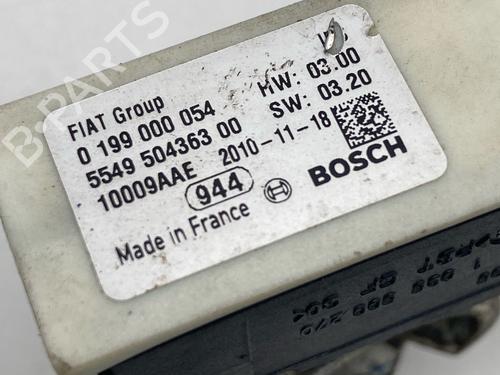 FIAT Group
HW: 03.00
0 199 000 054
SW: 03.20
5549 504363 00
2010-11-18
10009AAE
944
BOSCH
Made in France
B-PARTS